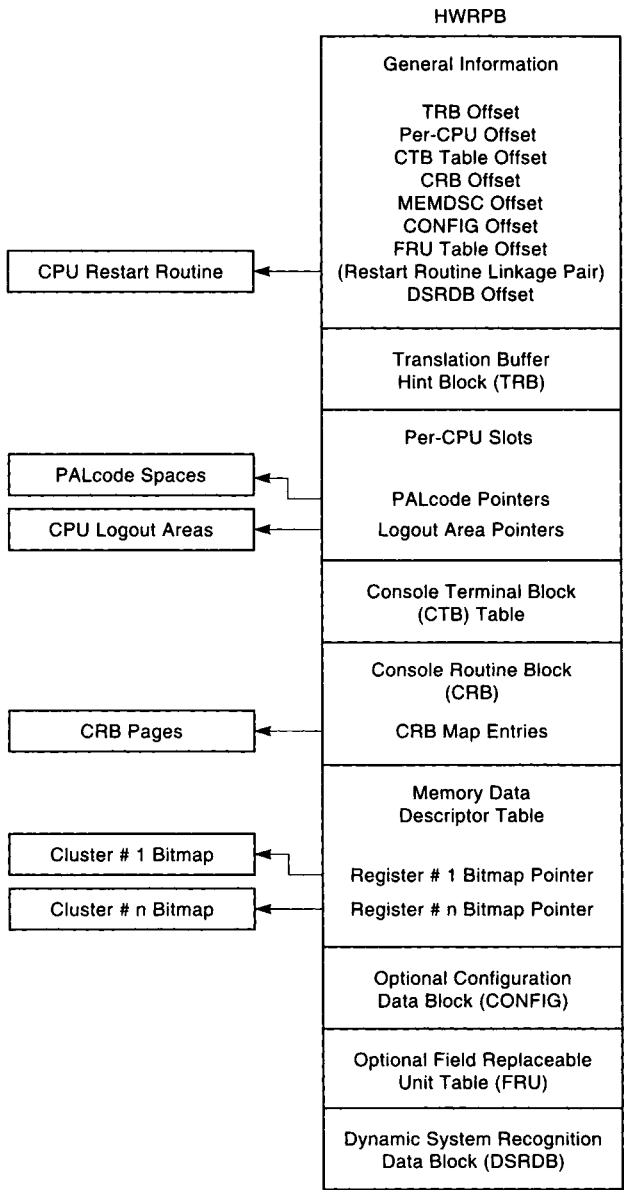 HWRPB
General Information
TRB Offset
Per-CPU Offset
CTB Table Offset
CRB Offset
MEMDSC Offset
CONFIG Offset
FRU Table Offset
CPU Restart Routine
(Restart Routine Linkage Pair)
DSRDB Offset
Translation Buffer
Hint Block (TRB)
Per-CPU Slots
PALcode Spaces
PALcode Pointers
CPU Logout Areas
Logout Area Pointers
Console Terminal Block
(CTB) Table
Console Routine Block
(CRB)
CRB Pages
CRB Map Entries
Memory Data
Descriptor Table
Cluster # 1 Bitmap
Register # 1 Bitmap Pointer
Cluster # n Bitmap
Register # n Bitmap Pointer
Optional Configuration
Data Block (CONFIG)
Optional Field Replaceable
Unit Table (FRU)
Dynamic System Recognition
Data Block (DSRDB)